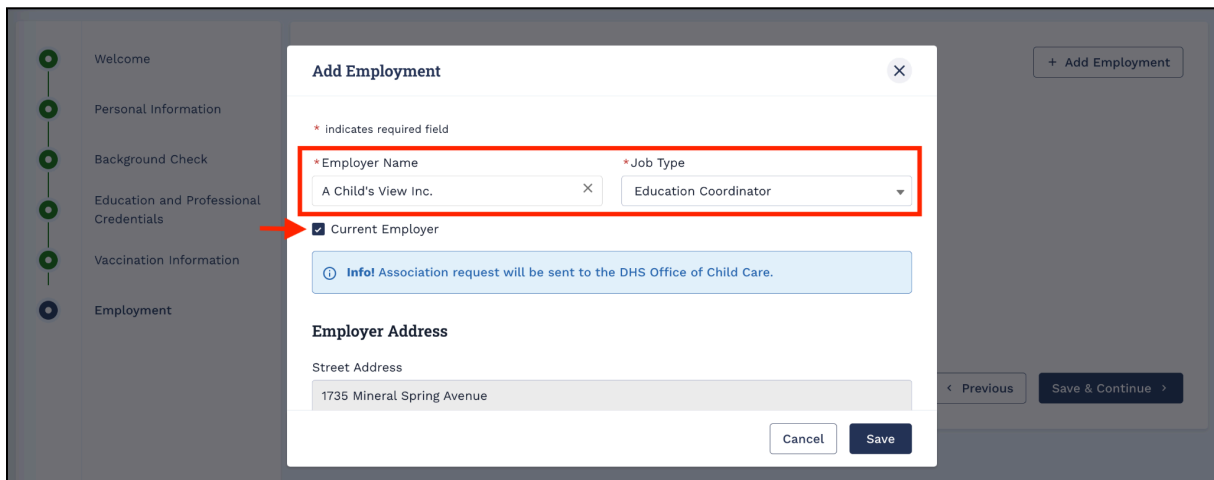 Welcome
Personal Information
Background Check
Education and Professional
Credentials
Vaccination Information
Employment
+ Add Employment
Add Employment
* indicates required field
*Employer Name
*Job Type
A Child's View Inc.
Education Coordinator
Current Employer
Info! Association request will be sent to the DHS Office of Child Care.
Employer Address
Street Address
1735 Mineral Spring Avenue
Cancel
Save
< Previous
Save & Continue >